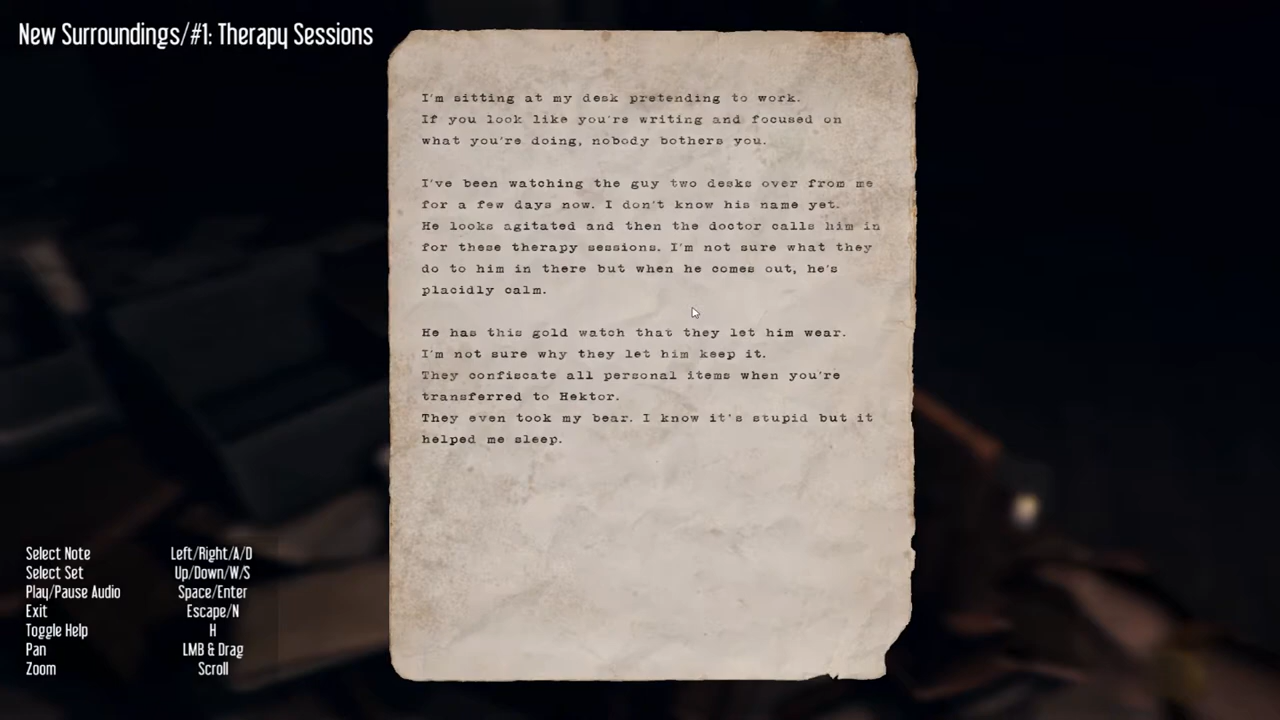 New Surroundings/#1: Therapy Sessions
I'm sitting at my desk pretending to work.
If you look like you're writing and focused on
what you're doing, nobody bothers you.
I've been watching the guy two desks over from me
for a few days now. I don't know his name yet.
He looks agitated and then the doctor calls him in
for these therapy sessions. I'm not sure what they
do to him in there but when he comes out, he's
placidly calm.
He has this gold watch that they let him wear.
I'm not sure why they let him keep it.
They confiscate all personal items when you're
transferred to Hektor.
They even took my bear. I know it's stupid but it
helped me sleep.
Select Note Left/Right/A/D
Select Set Up/Down/W/S
Play/Pause Audio Space/Enter
Exit Escape/N
Toggle Help H
Pan LMB & Drag
Zoom Scroll